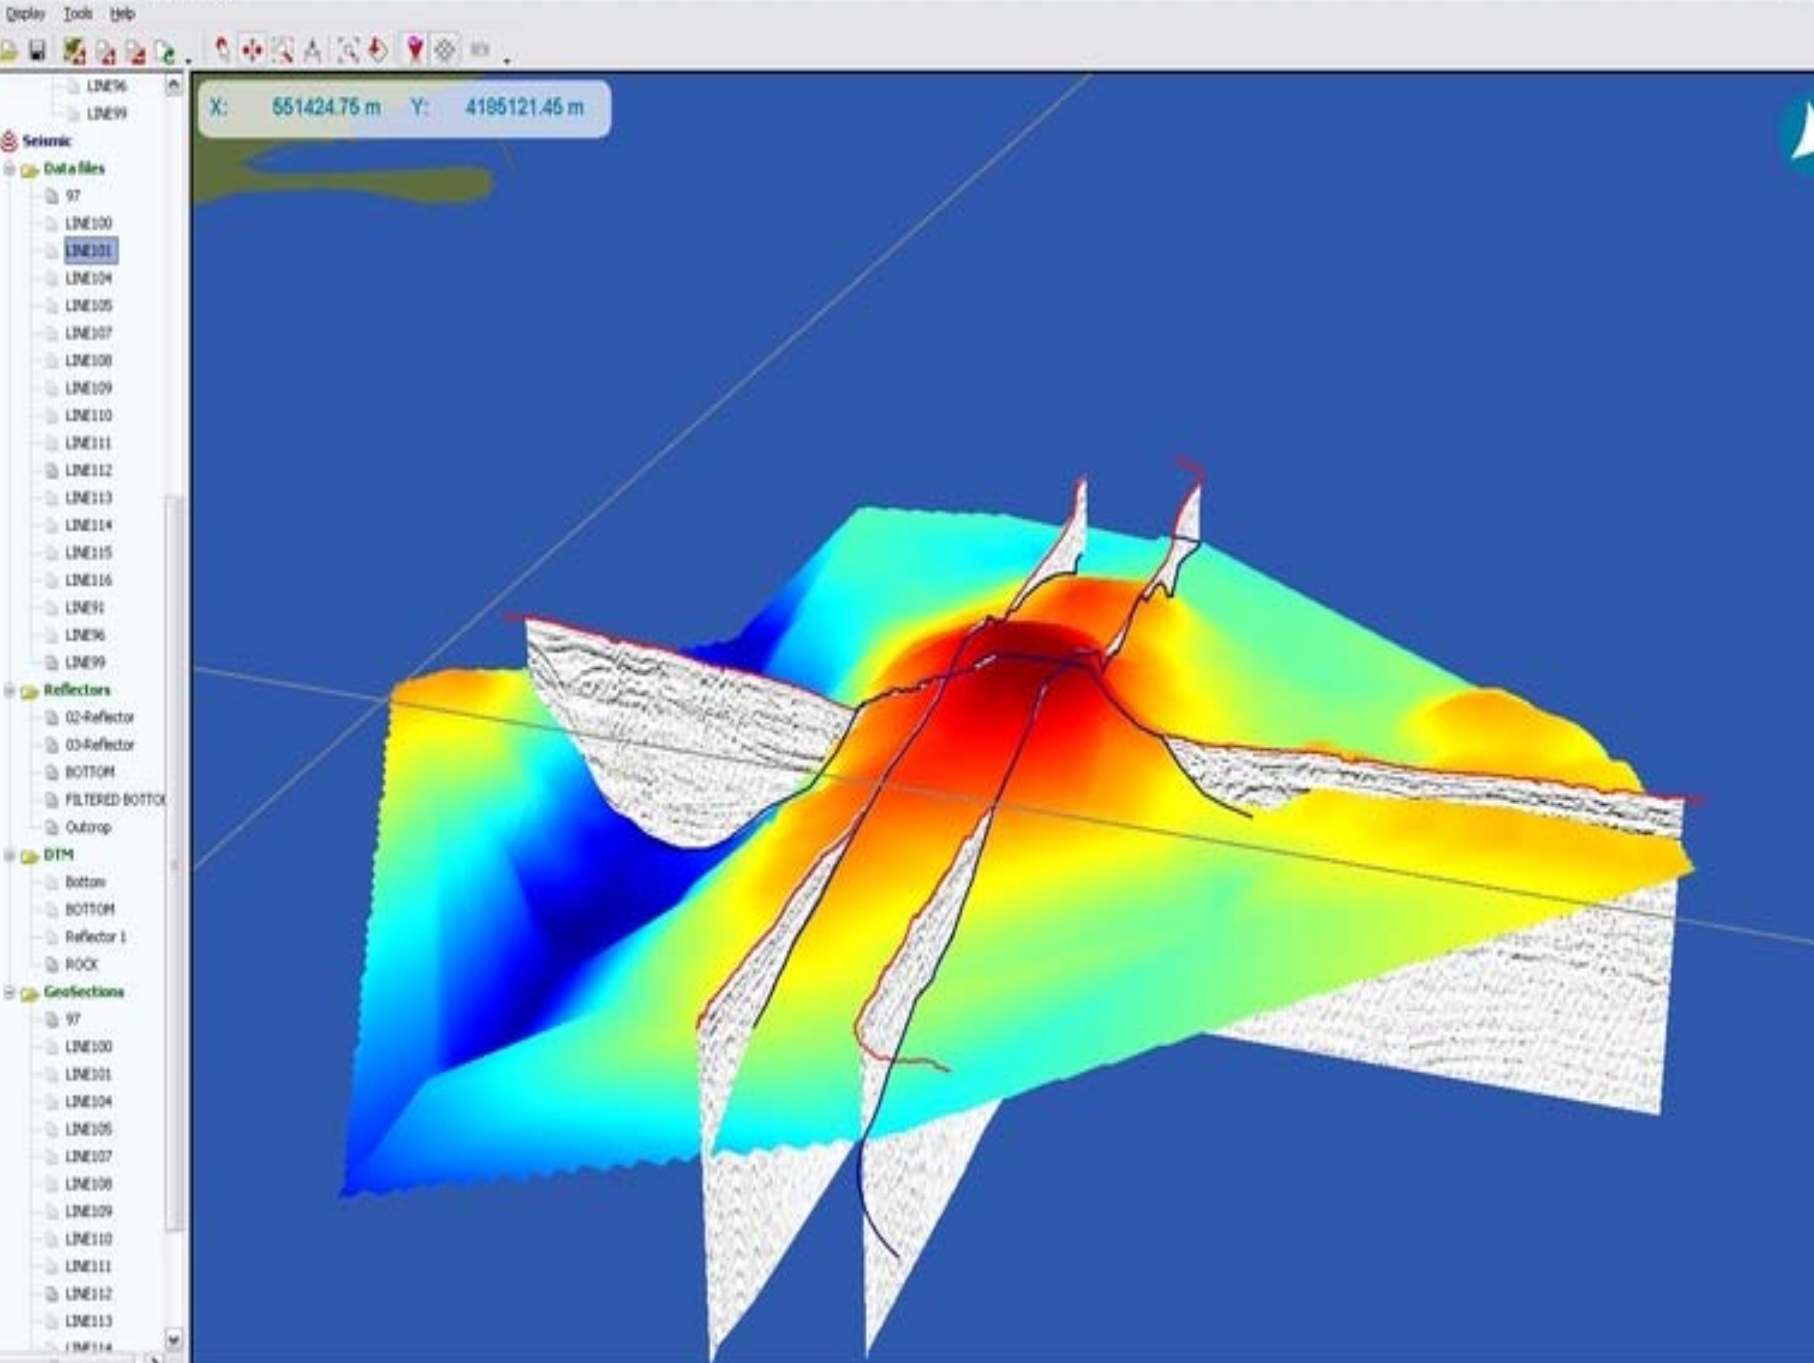 Display Tools Help
X: 551424.75 m Y: 4185121.45 m
LINE96
LINE99
Seismic
Data files
97
LINE100
LINE101
LINE104
LINE105
LINE107
LINE108
LINE109
LINE110
LINE111
LINE112
LINE113
LINE114
LINE115
LINE116
LINE91
LINE96
LINE99
Reflectors
02-Reflector
03-Reflector
BOTTOM
FILTERED BOTTO
Outcrop
DTM
Bottom
BOTTOM
Reflector 1
ROCK
GeoSections
97
LINE100
LINE101
LINE104
LINE105
LINE107
LINE108
LINE109
LINE110
LINE111
LINE112
LINE113
LINE114